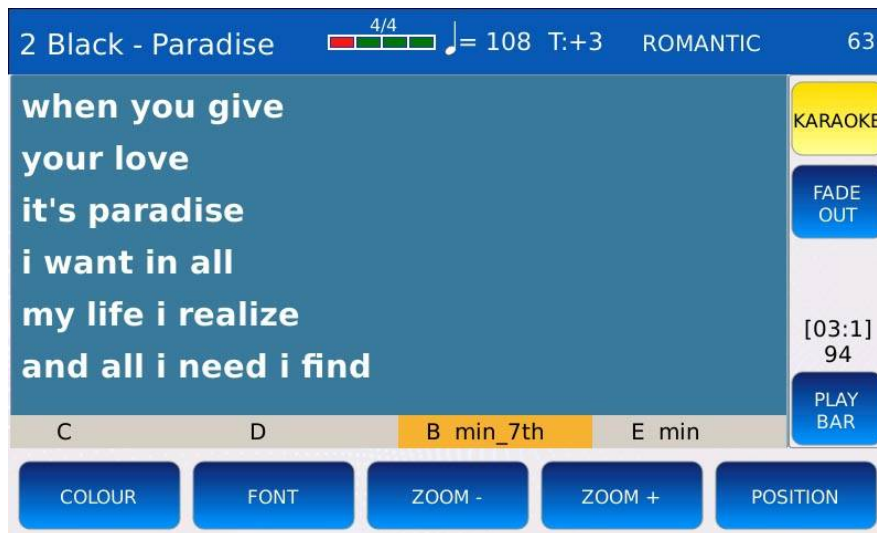 2 Black - Paradise 4/4 = 108 T:+3 ROMANTIC 63
when you give
your love
it's paradise
i want in all
my life i realize
and all i need i find
C D B min_7th E min
KARAOKE
FADE
OUT
[03:1]
94
PLAY
BAR
COLOUR FONT ZOOM - ZOOM + POSITION